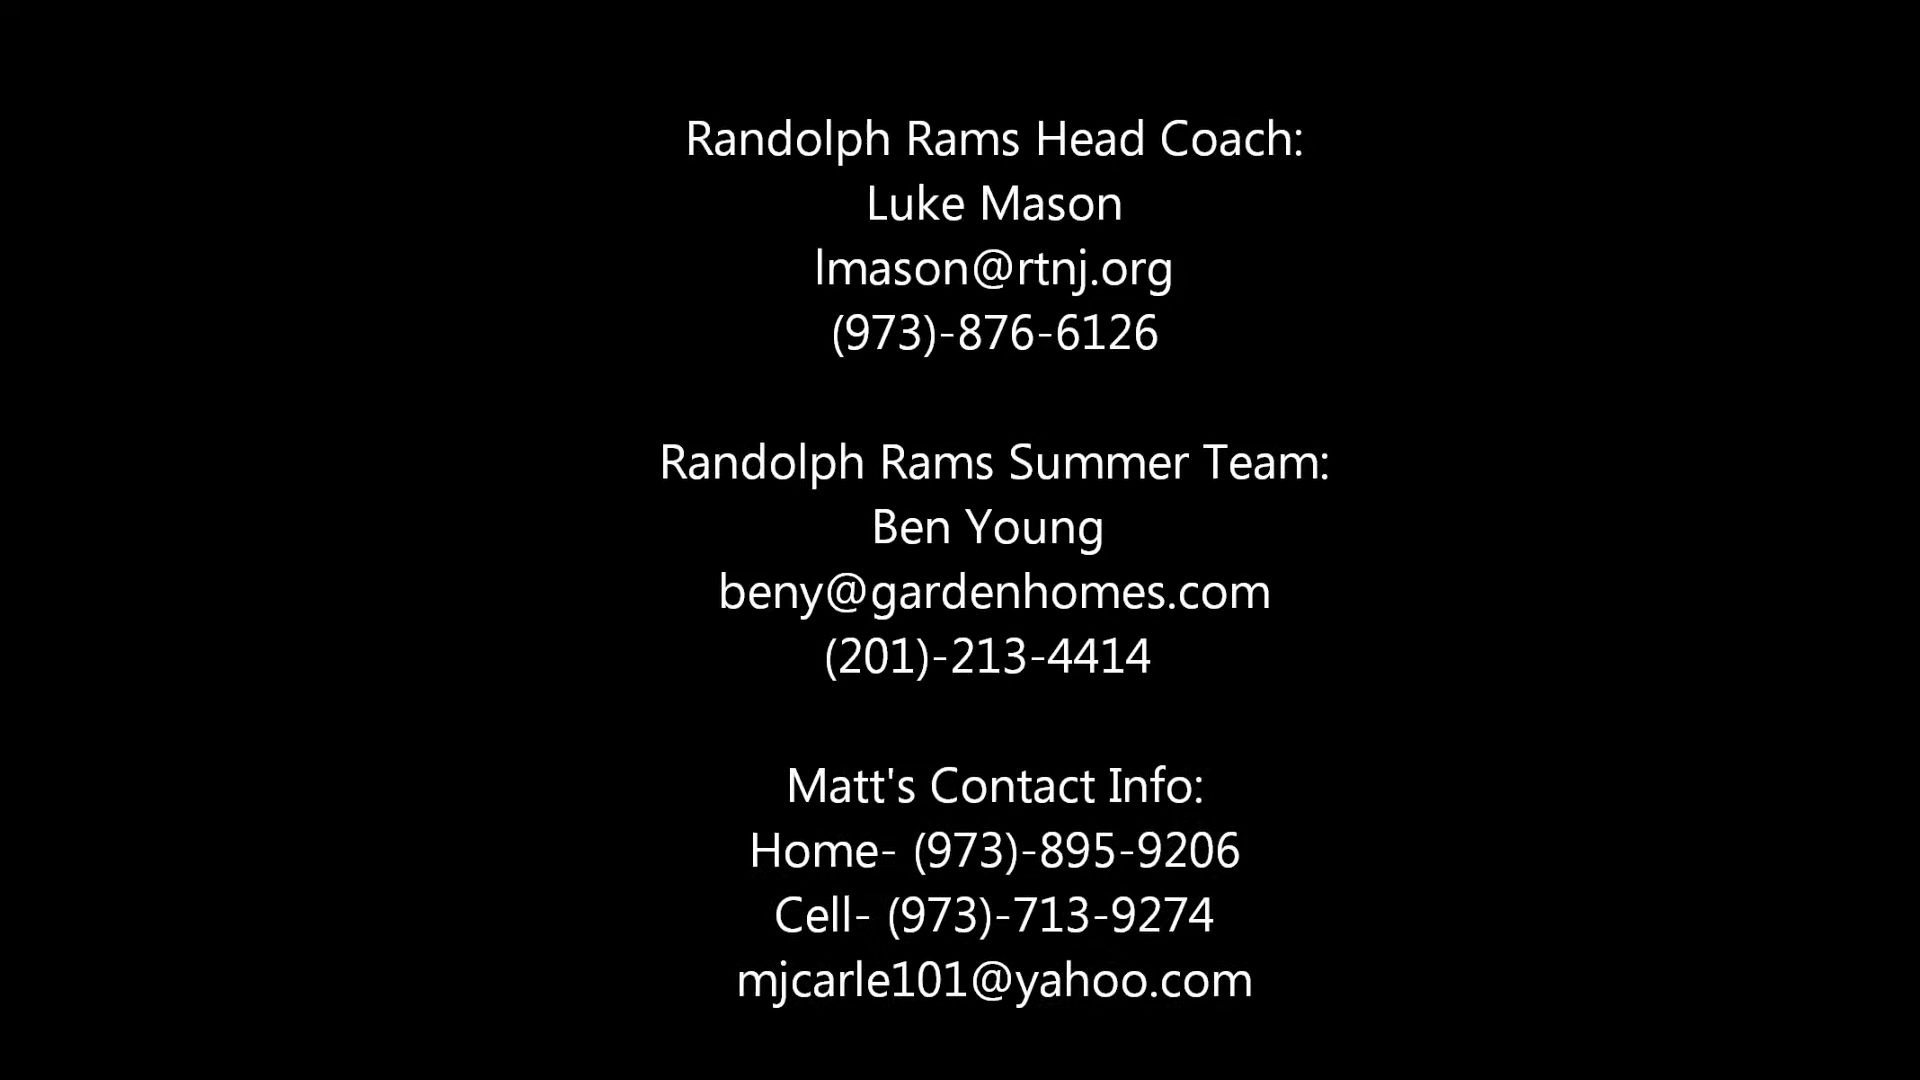 Randolph Rams Head Coach:
Luke Mason
lmason@rtnj.org
(973)-876-6126
Randolph Rams Summer Team:
Ben Young
beny@gardenhomes.com
(201)-213-4414
Matt's Contact Info:
Home- (973)-895-9206
Cell- (973)-713-9274
mjcarle101@yahoo.com